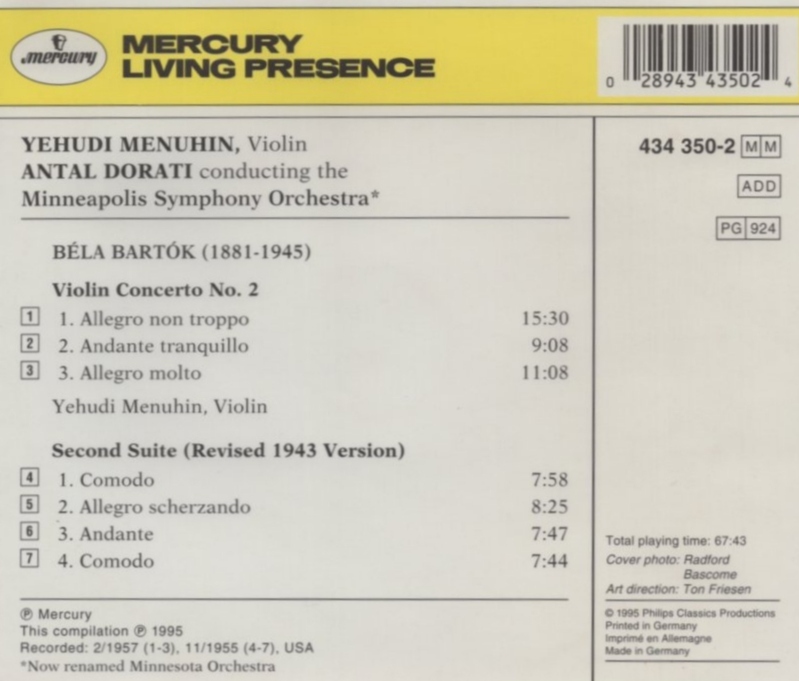 mercury
MERCURY
LIVING PRESENCE
0 28943 43502 4
YEHUDI MENUHIN, Violin
ANTAL DORATI conducting the
Minneapolis Symphony Orchestra*
434 350-2 M M
ADD
PG 924
BÉLA BARTÓK (1881-1945)
Violin Concerto No. 2
1 1. Allegro non troppo 15:30
2 2. Andante tranquillo 9:08
3 3. Allegro molto 11:08
Yehudi Menuhin, Violin
Second Suite (Revised 1943 Version)
4 1. Comodo 7:58
5 2. Allegro scherzando 8:25
6 3. Andante 7:47
7 4. Comodo 7:44
Total playing time: 67:43
Cover photo: Radford
Bascome
Art direction: Ton Friesen
℗ Mercury
This compilation ℗ 1995
Recorded: 2/1957 (1-3), 11/1955 (4-7), USA
*Now renamed Minnesota Orchestra
© 1995 Philips Classics Productions
Printed in Germany
Imprimé en Allemagne
Made in Germany